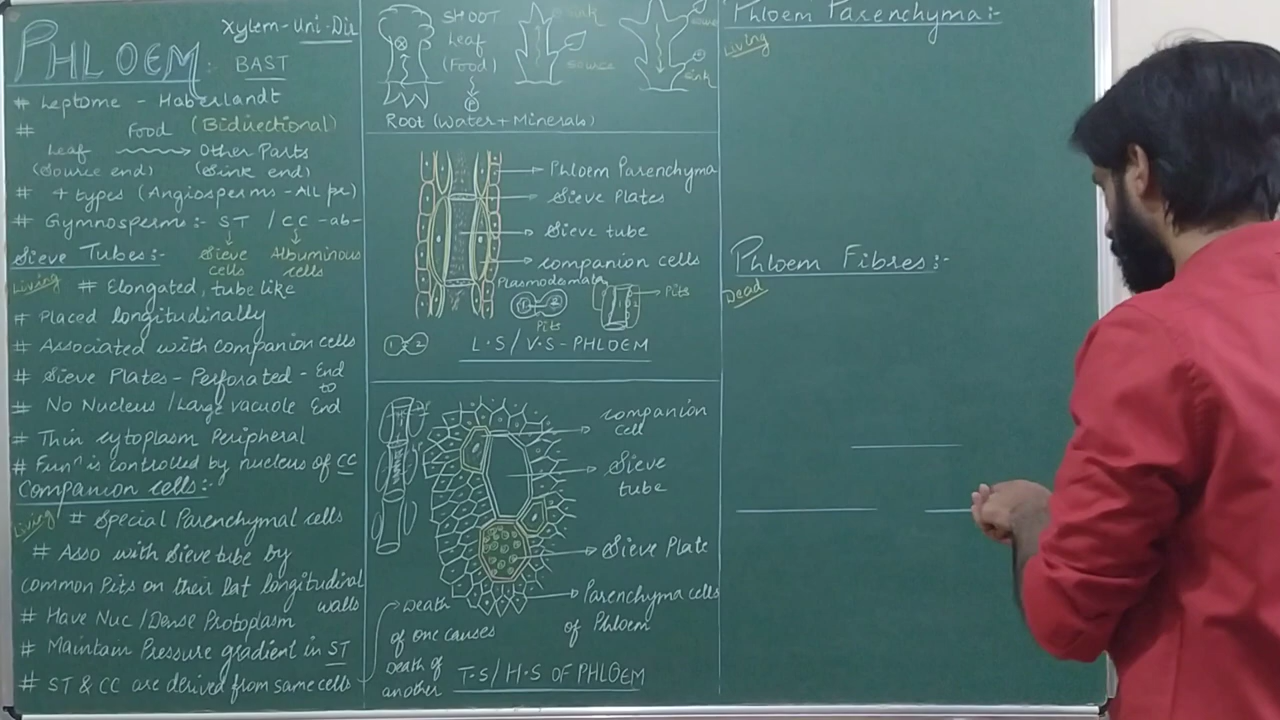 PHLOEM:-
Xylem-Uni-Dir
BAST
# Leptome - Haberlandt
# Food (Bidirectional)
Leaf → Other Parts
(Source end) (Sink end)
# 4 types (Angiosperms - All pr)
# Gymnosperms:- ST / CC -ab-
Sieve cells
Albuminous cells
Sieve Tubes:-
Living # Elongated, tube like
# Placed longitudinally
# Associated with companion cells
# Sieve Plates - Perforated - End to End
# No Nucleus / Large vacuole
# Thin cytoplasm Peripheral
# Funⁿ is controlled by nucleus of CC
Companion cells:-
Living # Special Parenchymal cells
# Asso with Sieve tube by
common Pits on their lat longitudinal
walls
# Have Nuc / Dense Protoplasm
# Maintain Pressure gradient in ST
# ST & CC are derived from same cells
SHOOT
Leaf
(Food)
Sink
Source
Source
Sink
Root (Water + Minerals)
Phloem Parenchyma
Sieve Plates
Sieve tube
companion cells
Plasmodesmata
1 2
Pits
Pits
1 2
L·S / V·S - PHLOEM
companion
cell
Sieve
tube
Sieve Plate
Parenchyma cells
of Phloem
Death
of one causes
Death of
another
T·S / H·S OF PHLOEM
Phloem Parenchyma:-
Living
Phloem Fibres:-
Dead